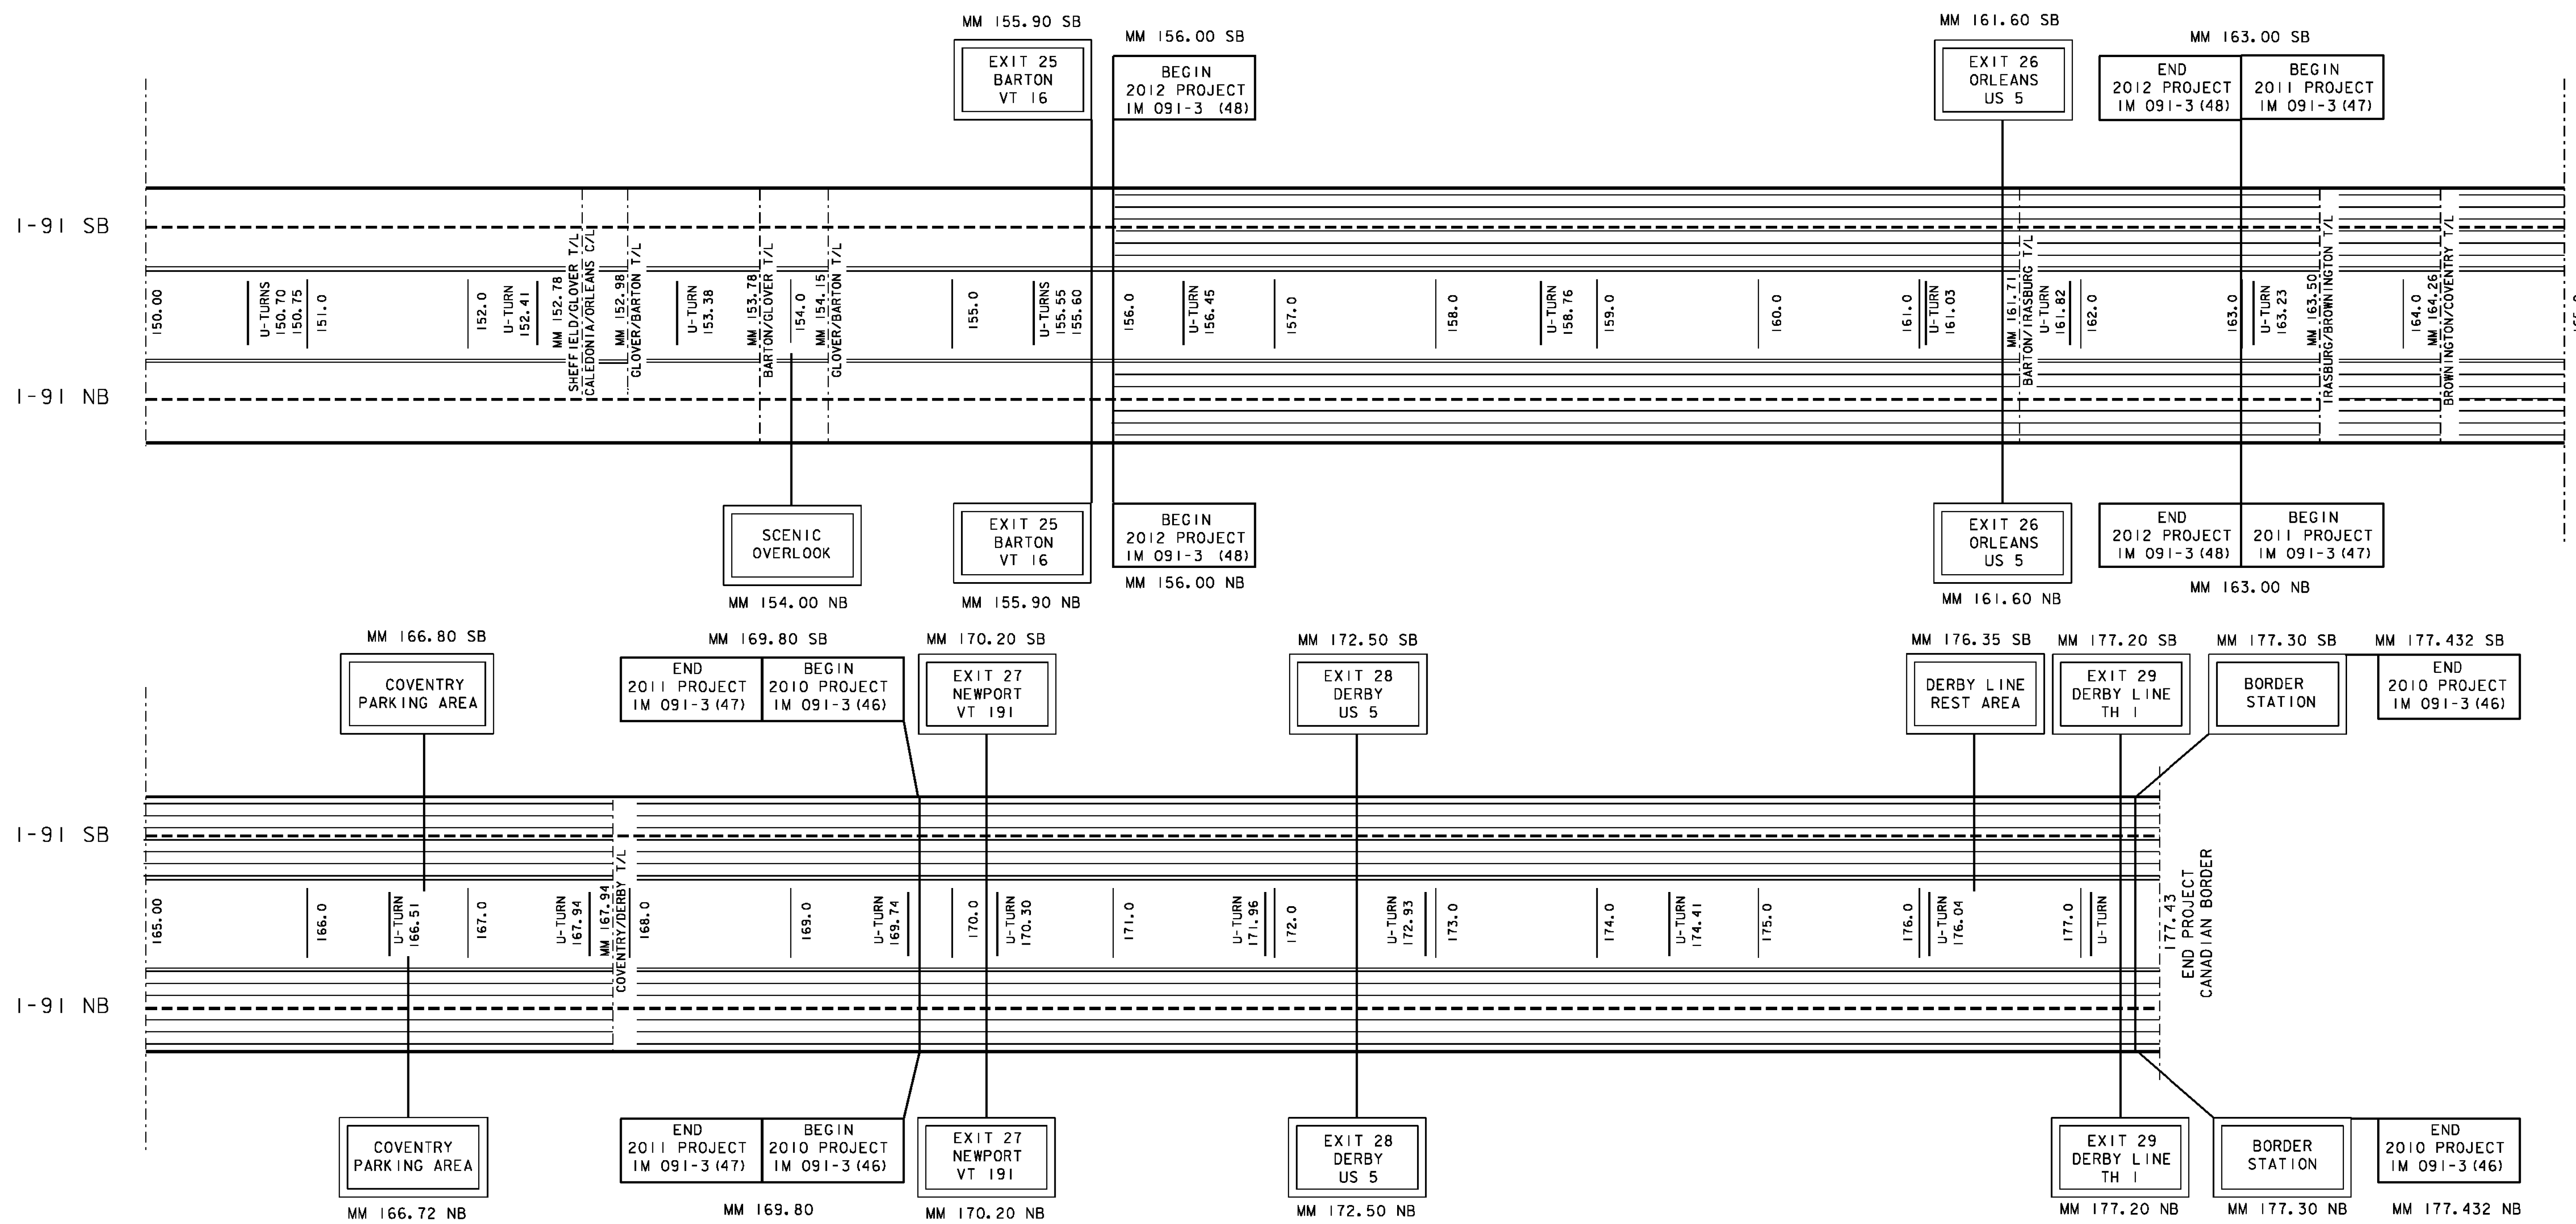 MM 155.90 SB
EXIT 25
BARTON
VT 16
MM 156.00 SB
BEGIN
2012 PROJECT
IM 091-3 (48)
MM 161.60 SB
EXIT 26
ORLEANS
US 5
MM 163.00 SB
END
2012 PROJECT
IM 091-3(48)
BEGIN
2011 PROJECT
IM 091-3(47)
I-91 SB
150.00
U-TURNS
150.70
150.75
151.0
152.0
U-TURN
152.41
MM 152.78
SHEFFIELD/GLOVER T/L
CALEDONIA/ORLEANS C/L
MM 152.98
GLOVER/BARTON T/L
U-TURN
153.38
MM 153.78
BARTON/GLOVER T/L
154.0
MM 154.15
GLOVER/BARTON T/L
155.0
U-TURNS
155.55
155.60
156.0
U-TURN
156.45
157.0
158.0
U-TURN
158.76
159.0
160.0
161.0
U-TURN
161.03
MM 161.71
BARTON/IRASBURG T/L
U-TURN
161.82
162.0
163.0
U-TURN
163.23
MM 163.50
IRASBURG/BROWNINGTON T/L
164.0
MM 164.26
BROWNINGTON/COVENTRY T/L
I-91 NB
SCENIC
OVERLOOK
MM 154.00 NB
EXIT 25
BARTON
VT 16
MM 155.90 NB
BEGIN
2012 PROJECT
IM 091-3 (48)
MM 156.00 NB
EXIT 26
ORLEANS
US 5
MM 161.60 NB
END
2012 PROJECT
IM 091-3(48)
BEGIN
2011 PROJECT
IM 091-3(47)
MM 163.00 NB
MM 166.80 SB
COVENTRY
PARKING AREA
MM 169.80 SB
END
2011 PROJECT
IM 091-3(47)
BEGIN
2010 PROJECT
IM 091-3(46)
MM 170.20 SB
EXIT 27
NEWPORT
VT 191
MM 172.50 SB
EXIT 28
DERBY
US 5
MM 176.35 SB
DERBY LINE
REST AREA
MM 177.20 SB
EXIT 29
DERBY LINE
TH 1
MM 177.30 SB
BORDER
STATION
MM 177.432 SB
END
2010 PROJECT
IM 091-3(46)
I-91 SB
165.00
166.0
U-TURN
166.51
167.0
U-TURN
167.94
MM 167.94
COVENTRY/DERBY T/L
168.0
169.0
U-TURN
169.74
170.0
U-TURN
170.30
171.0
U-TURN
171.96
172.0
U-TURN
172.93
173.0
174.0
U-TURN
174.41
175.0
176.0
U-TURN
176.04
177.0
U-TURN
177.43
END PROJECT
CANADIAN BORDER
I-91 NB
COVENTRY
PARKING AREA
MM 166.72 NB
END
2011 PROJECT
IM 091-3(47)
BEGIN
2010 PROJECT
IM 091-3(46)
MM 169.80
EXIT 27
NEWPORT
VT 191
MM 170.20 NB
EXIT 28
DERBY
US 5
MM 172.50 NB
EXIT 29
DERBY LINE
TH 1
MM 177.20 NB
BORDER
STATION
MM 177.30 NB
END
2010 PROJECT
IM 091-3(46)
MM 177.432 NB